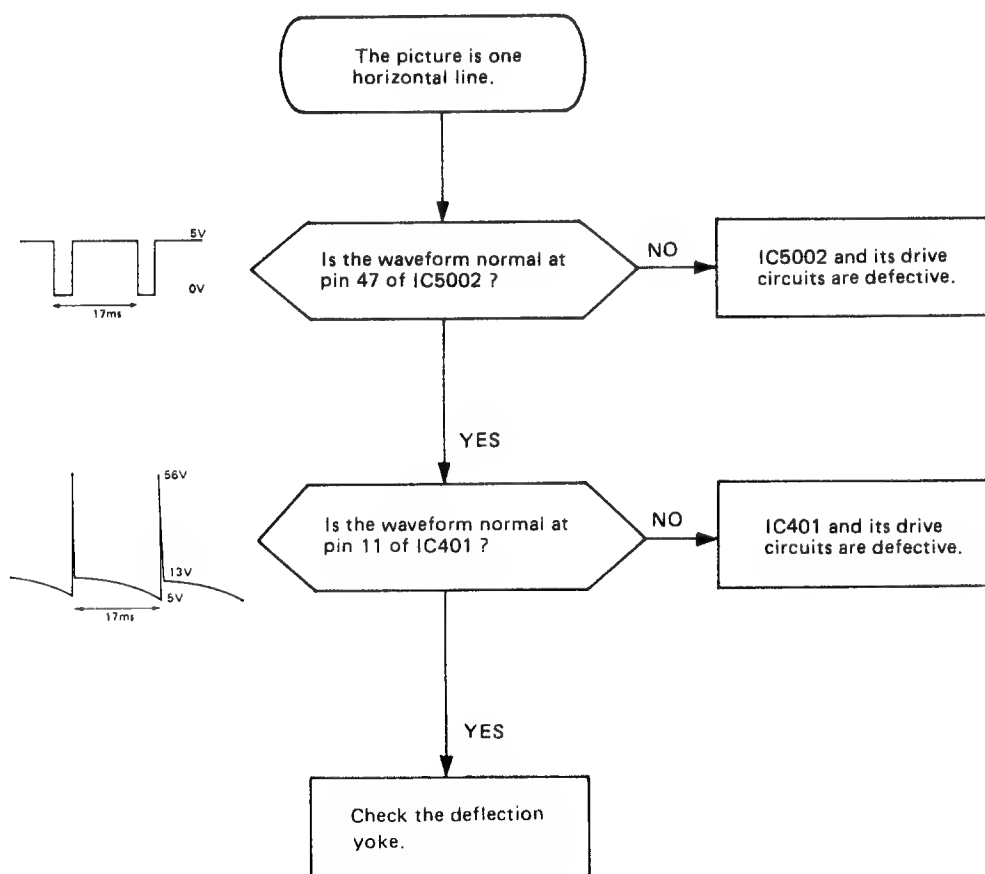 The picture is one
horizontal line.
5V
0V
17ms
Is the waveform normal at
pin 47 of IC5002 ?
NO
IC5002 and its drive
circuits are defective.
YES
56V
13V
5V
17ms
Is the waveform normal at
pin 11 of IC401 ?
NO
IC401 and its drive
circuits are defective.
YES
Check the deflection
yoke.